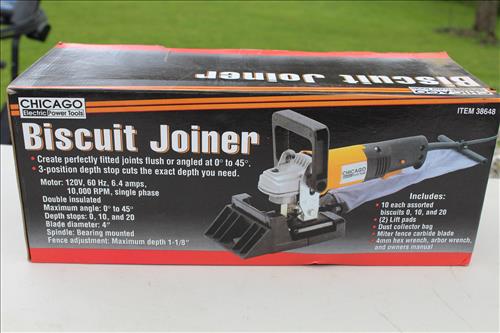 Biscuit Joiner
CHICAGO
Electric Power Tools
ITEM 38648
Biscuit Joiner
• Create perfectly fitted joints flush or angled at 0° to 45°.
• 3-position depth stop cuts the exact depth you need.
Motor: 120V, 60 Hz, 6.4 amps,
10,000 RPM, single phase
Double insulated
Maximum angle: 0° to 45°
Depth stops: 0, 10, and 20
Blade diameter: 4"
Spindle: Bearing mounted
Fence adjustment: Maximum depth 1-1/8"
CHICAGO
Includes:
• 10 each assorted
biscuits 0, 10, and 20
• (2) Lift pads
• Dust collector bag
• Miter fence carbide blade
• 4mm hex wrench, arbor wrench,
and owners manual